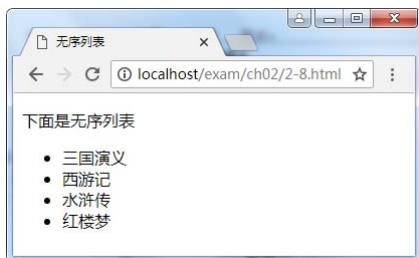 无序列表
localhost/exam/ch02/2-8.html
下面是无序列表
三国演义
西游记
水浒传
红楼梦